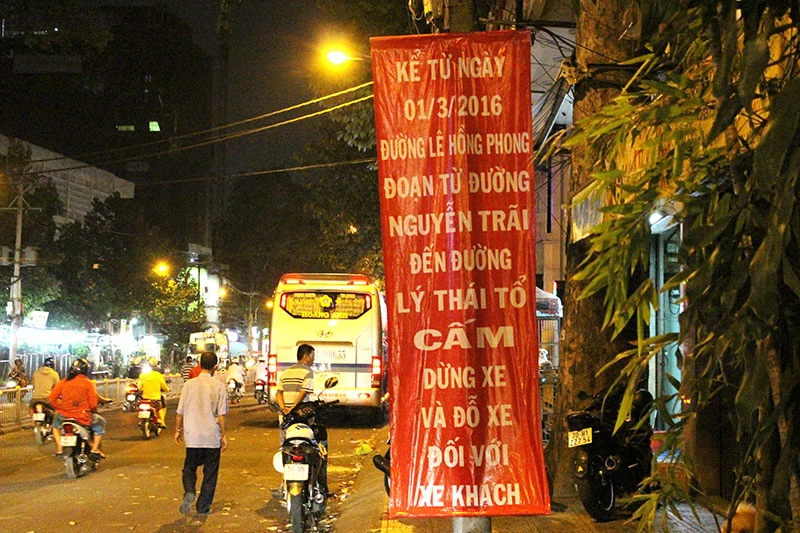 KỂ TỪ NGÀY
01/3/2016
ĐƯỜNG LÊ HỒNG PHONG
ĐOẠN TỪ ĐƯỜNG
NGUYỄN TRÃI
ĐẾN ĐƯỜNG
LÝ THÁI TỔ
CẤM
DỪNG XE
VÀ ĐỖ XE
ĐỐI VỚI
XE KHÁCH